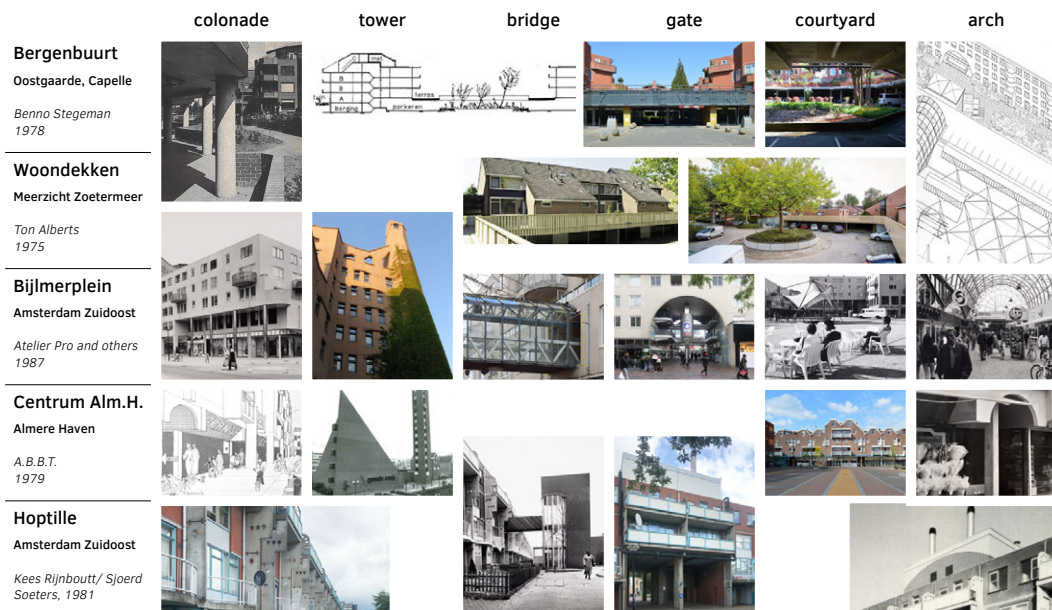 colonade tower bridge gate courtyard arch
Bergenbuurt
Oostgaarde, Capelle
Benno Stegeman
1978
B
B
A
terras
berging
parkeren
Woondekken
Meerzicht Zoetermeer
Ton Alberts
1975
Bijlmerplein
Amsterdam Zuidoost
Atelier Pro and others
1987
Centrum Alm.H.
Almere Haven
A.B.B.T.
1979
Hoptille
Amsterdam Zuidoost
Kees Rijnboutt/ Sjoerd
Soeters, 1981